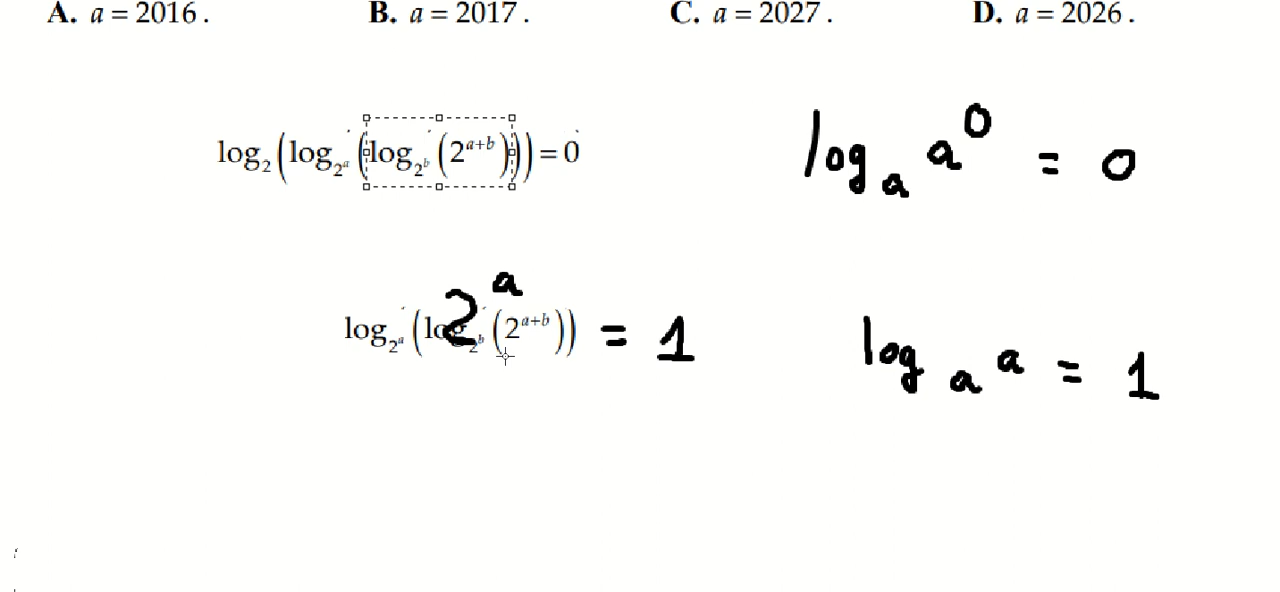 A. a = 2016 . B. a = 2017 . C. a = 2027 . D. a = 2026 .
log₂(log_{2^a}(log_{2^b}(2^{a+b}))) = 0
log_a a^0 = 0
log_{2^a}(log_{2^b}(2^{a+b})) = 1
2^a
log_a a = 1